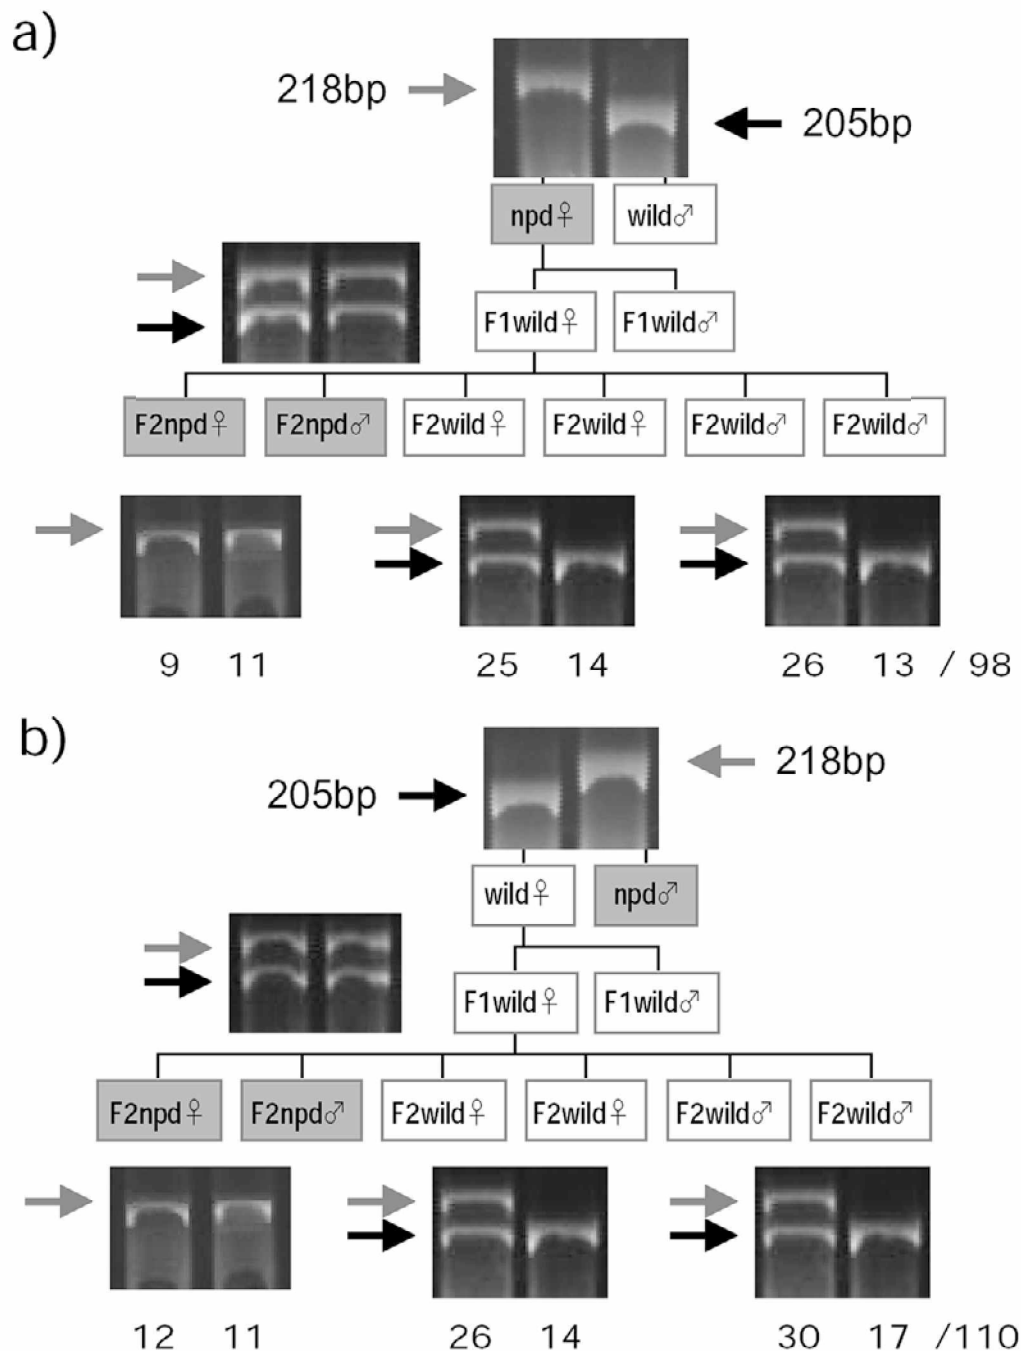 a)
218bp
205bp
npd♀ wild♂
F1wild♀ F1wild♂
F2npd♀ F2npd♂ F2wild♀ F2wild♀ F2wild♂ F2wild♂
9 11 25 14 26 13 / 98
b)
218bp
205bp
wild♀ npd♂
F1wild♀ F1wild♂
F2npd♀ F2npd♂ F2wild♀ F2wild♀ F2wild♂ F2wild♂
12 11 26 14 30 17 /110